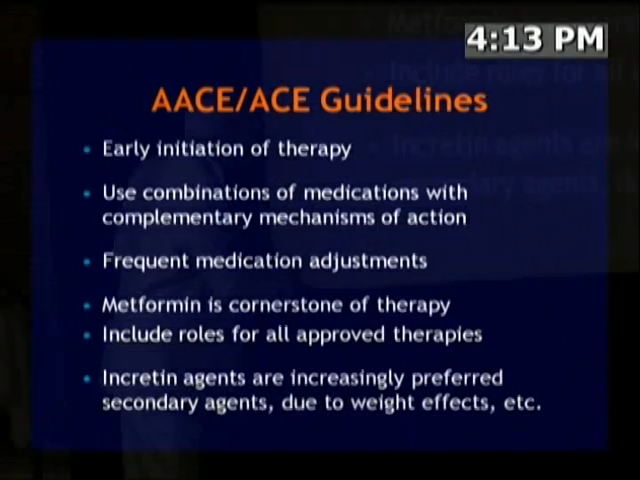 4:13 PM
AACE/ACE Guidelines
• Early initiation of therapy
• Use combinations of medications with
complementary mechanisms of action
• Frequent medication adjustments
• Metformin is cornerstone of therapy
• Include roles for all approved therapies
• Incretin agents are increasingly preferred
secondary agents, due to weight effects, etc.